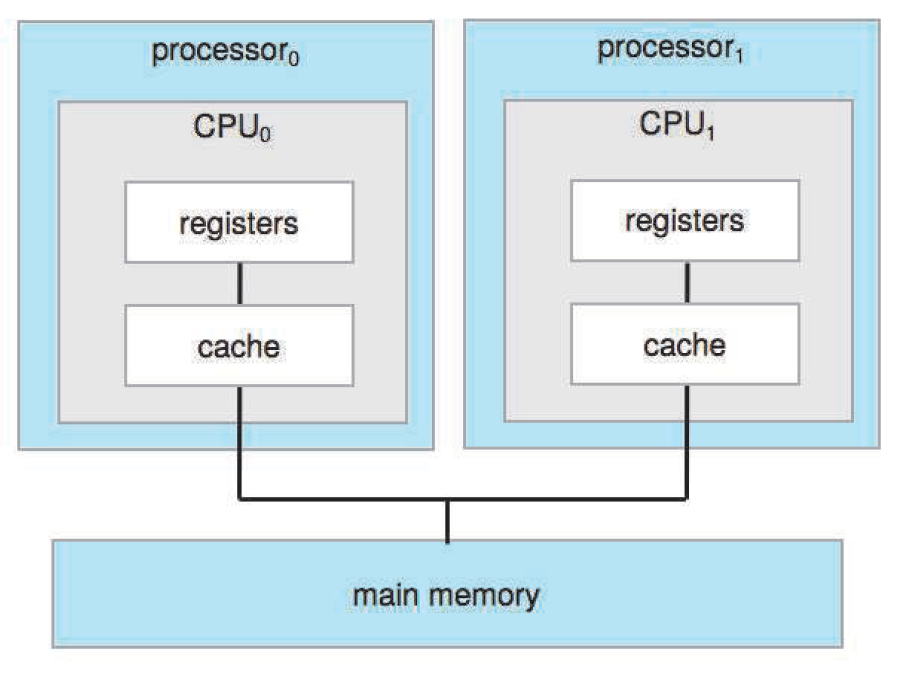 processor₀
processor₁
CPU₀
CPU₁
registers
registers
cache
cache
main memory